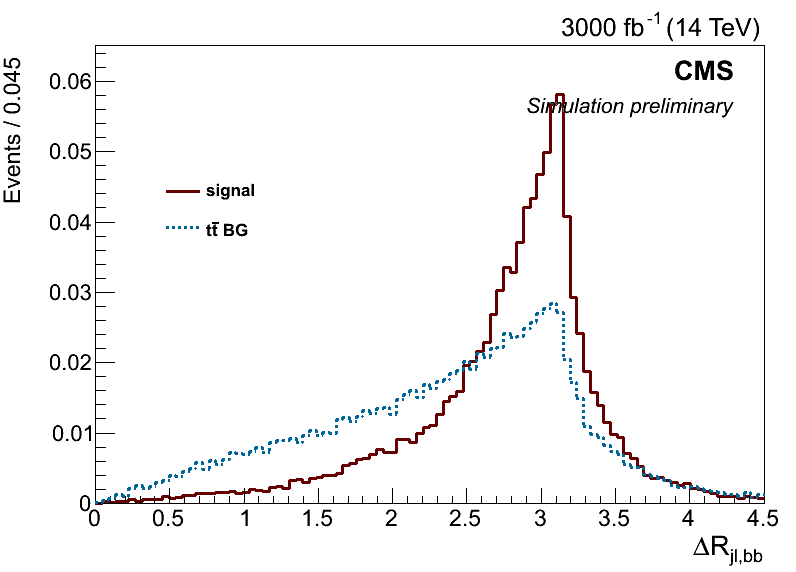 3000 fb⁻¹ (14 TeV)
CMS
Simulation preliminary
Events / 0.045
0.06
0.05
0.04
0.03
0.02
0.01
0
signal
tt̄ BG
0 0.5 1 1.5 2 2.5 3 3.5 4 4.5
ΔR jl,bb